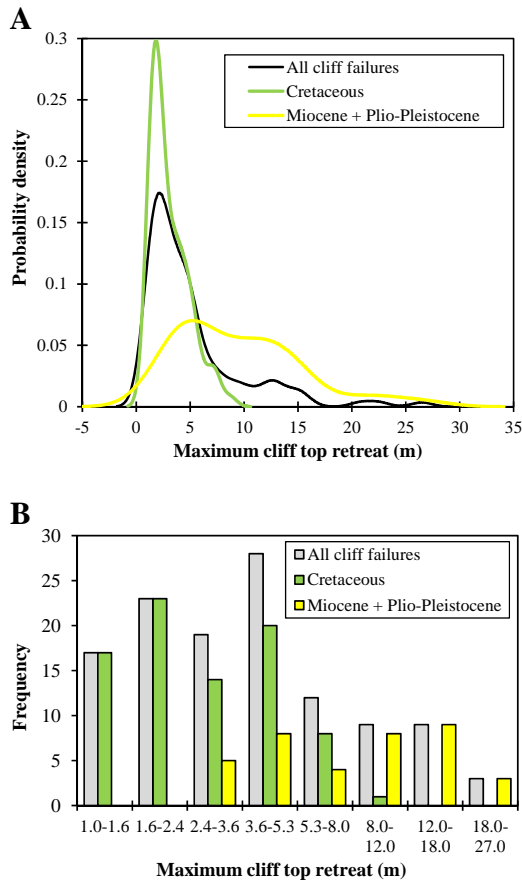 A
Probability density
0.3
0.25
0.2
0.15
0.1
0.05
0
All cliff failures
Cretaceous
Miocene + Plio-Pleistocene
-5 0 5 10 15 20 25 30 35
Maximum cliff top retreat (m)
B
Frequency
30
25
20
15
10
5
0
All cliff failures
Cretaceous
Miocene + Plio-Pleistocene
1.0-1.6 1.6-2.4 2.4-3.6 3.6-5.3 5.3-8.0 8.0- 12.0- 18.0-
12.0 18.0 27.0
Maximum cliff top retreat (m)